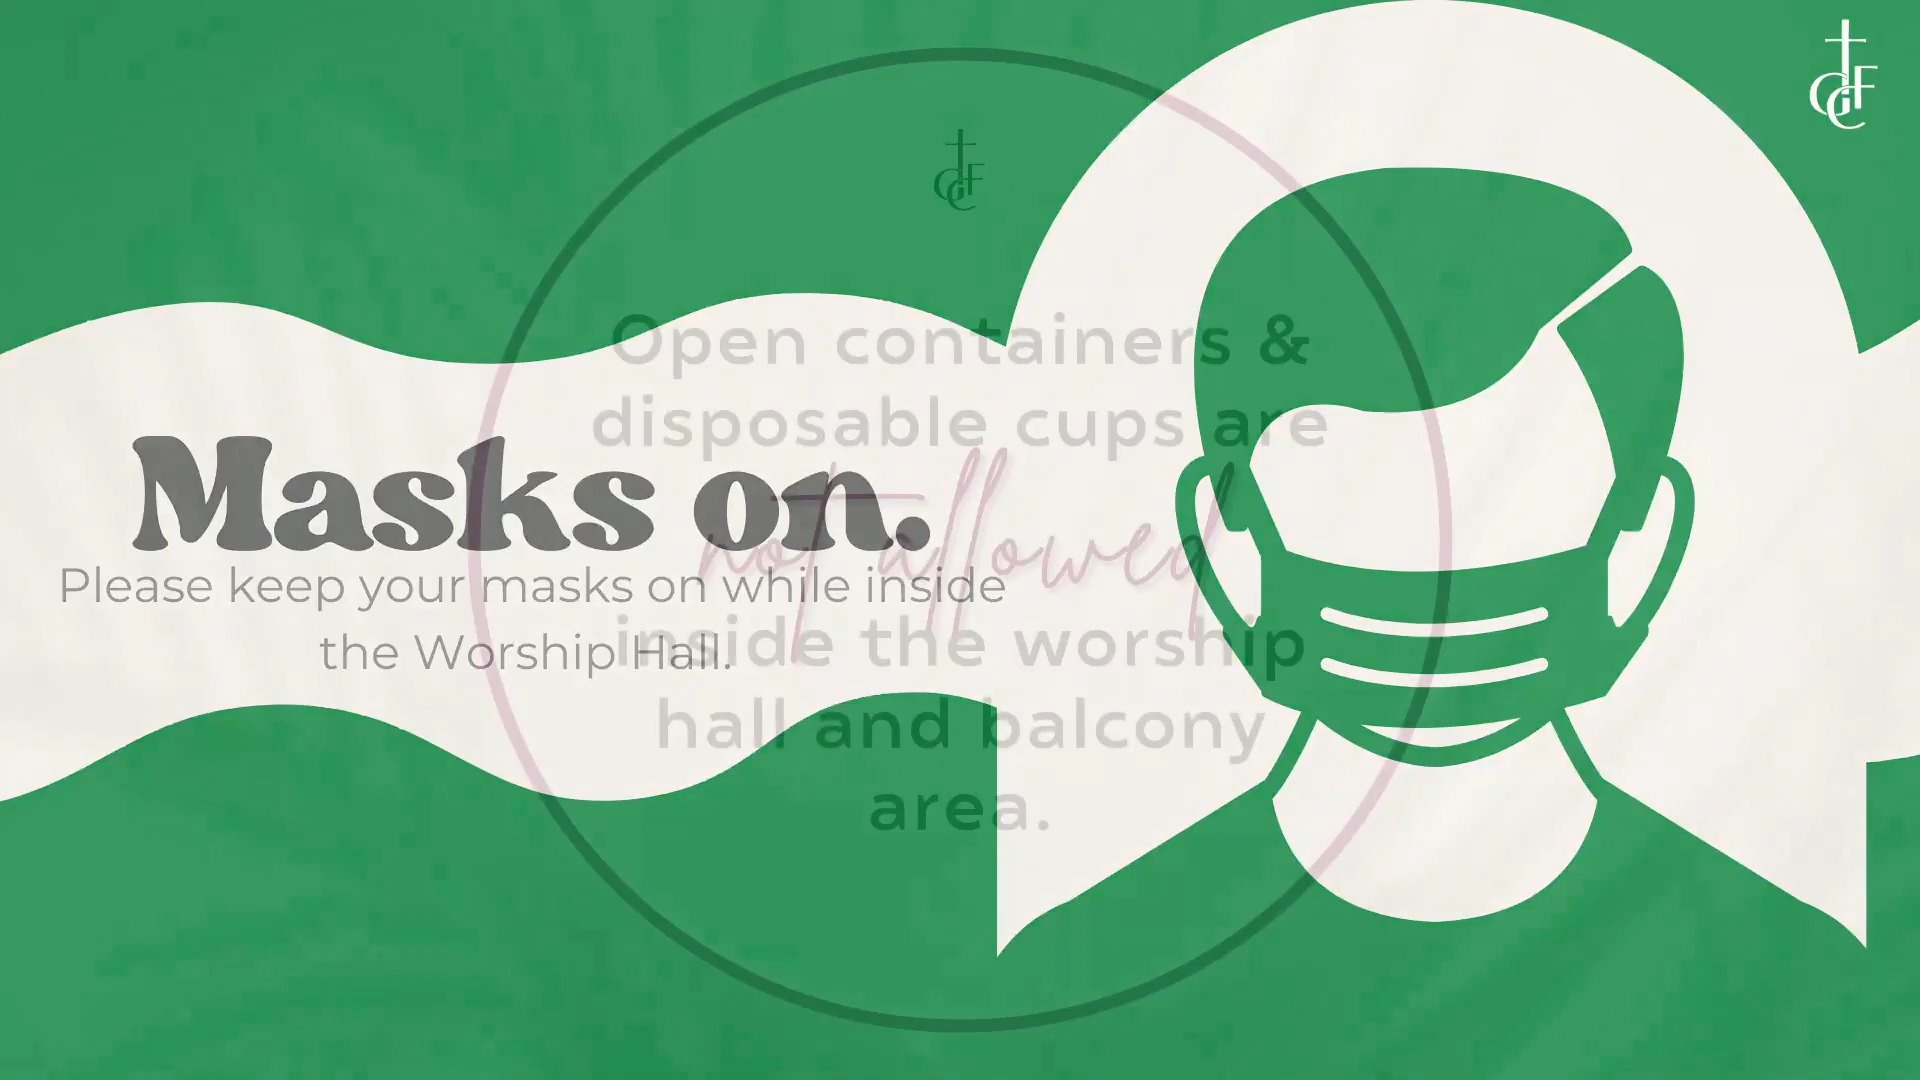 Masks on.
Please keep your masks on while inside
the Worship Hall.
Open containers &
disposable cups are
not allowed
inside the worship
hall and balcony
area.